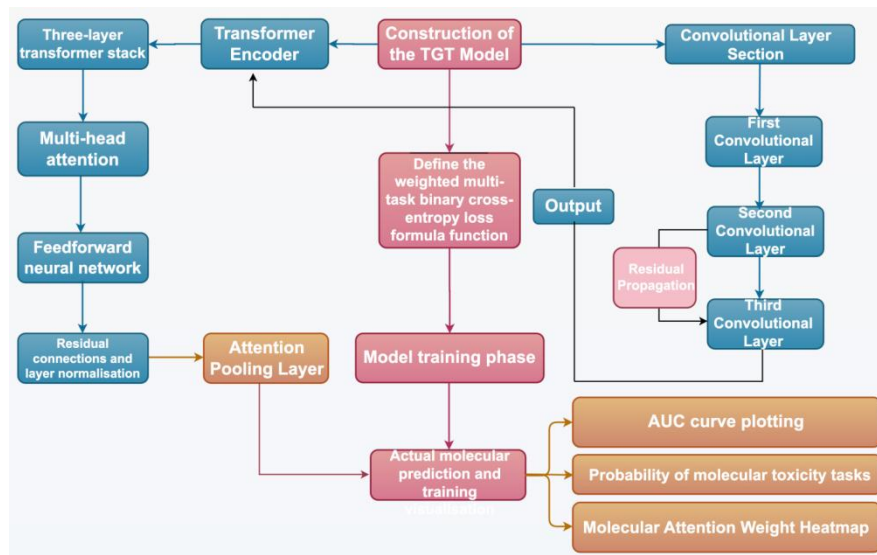 Three-layer
transformer stack
Transformer
Encoder
Construction of
the TGT Model
Convolutional Layer
Section
Multi-head
attention
First
Convolutional
Layer
Define the
weighted multi-
task binary cross-
entropy loss
formula function
Output
Second
Convolutional
Layer
Feedforward
neural network
Residual
Propagation
Third
Convolutional
Layer
Residual
connections and
layer normalisation
Attention
Pooling Layer
Model training phase
AUC curve plotting
Actual molecular
prediction and
training
visualisation
Probability of molecular toxicity tasks
Molecular Attention Weight Heatmap